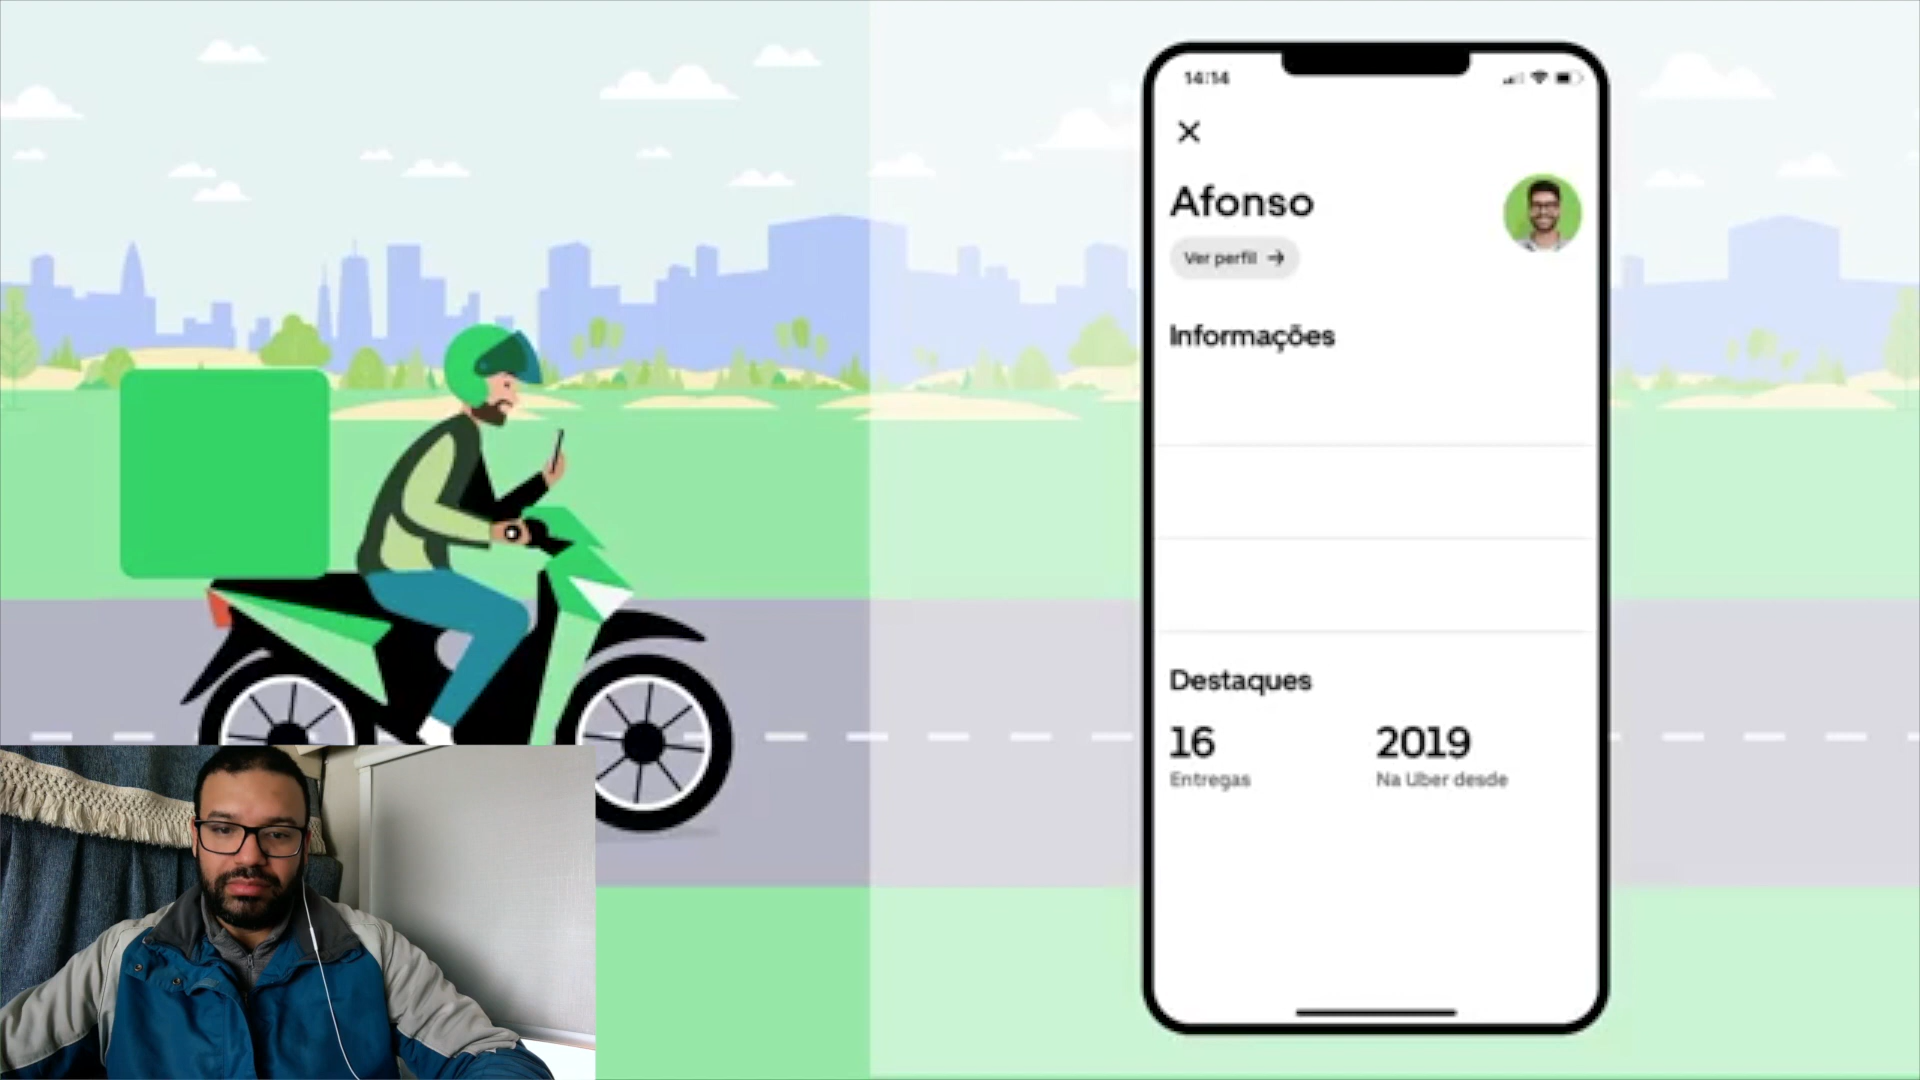 14:14
Afonso
Ver perfil →
Informações
Destaques
16
Entregas
2019
Na Uber desde